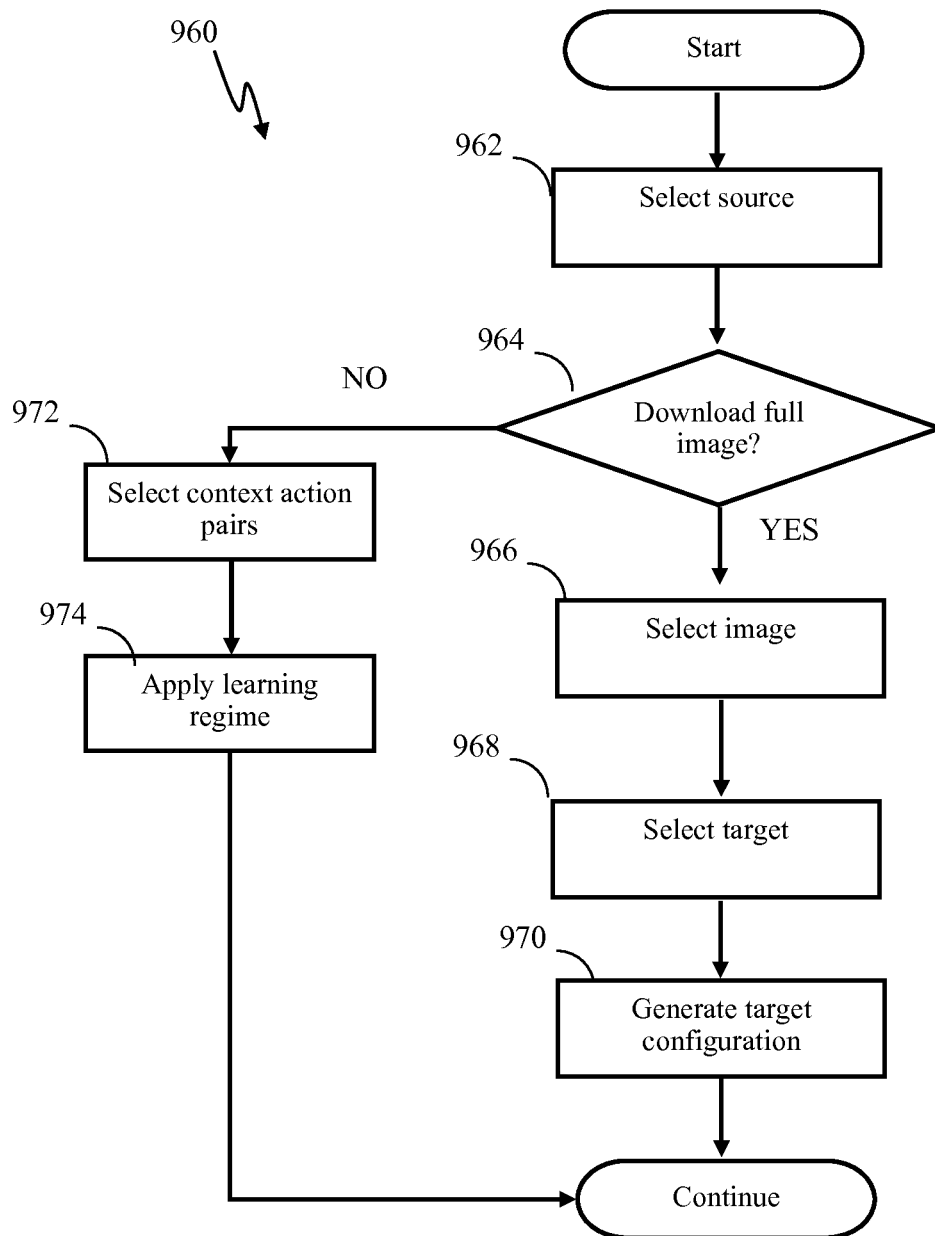 960
Start
962
Select source
964
NO
Download full
image?
972
Select context action
pairs
YES
966
Select image
974
Apply learning
regime
968
Select target
970
Generate target
configuration
Continue